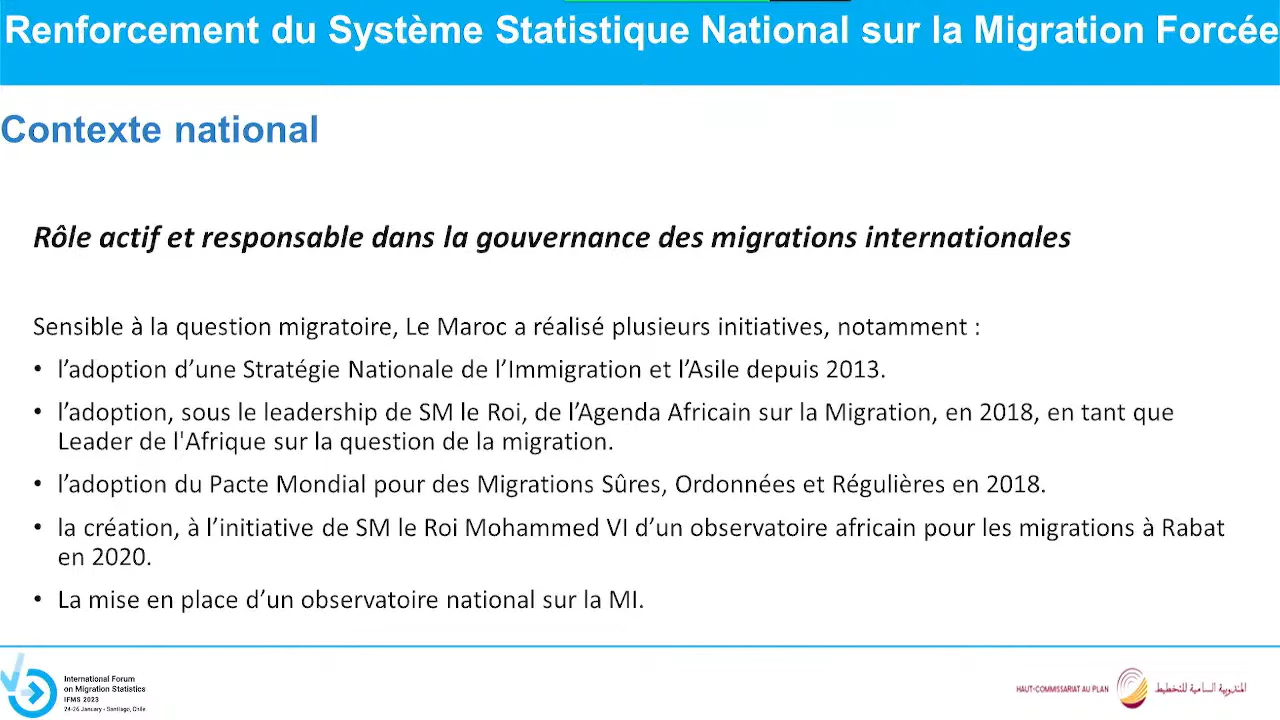 Renforcement du Système Statistique National sur la Migration Forcée
Contexte national
Rôle actif et responsable dans la gouvernance des migrations internationales
Sensible à la question migratoire, Le Maroc a réalisé plusieurs initiatives, notamment :
• l’adoption d’une Stratégie Nationale de l’Immigration et l’Asile depuis 2013.
• l’adoption, sous le leadership de SM le Roi, de l’Agenda Africain sur la Migration, en 2018, en tant que
Leader de l'Afrique sur la question de la migration.
• l’adoption du Pacte Mondial pour des Migrations Sûres, Ordonnées et Régulières en 2018.
• la création, à l’initiative de SM le Roi Mohammed VI d’un observatoire africain pour les migrations à Rabat
en 2020.
• La mise en place d’un observatoire national sur la MI.
International Forum
on Migration Statistics
IFMS 2023
24-26 January - Santiago, Chile
HAUT-COMMISSARIAT AU PLAN
المندوبية السامية للتخطيط